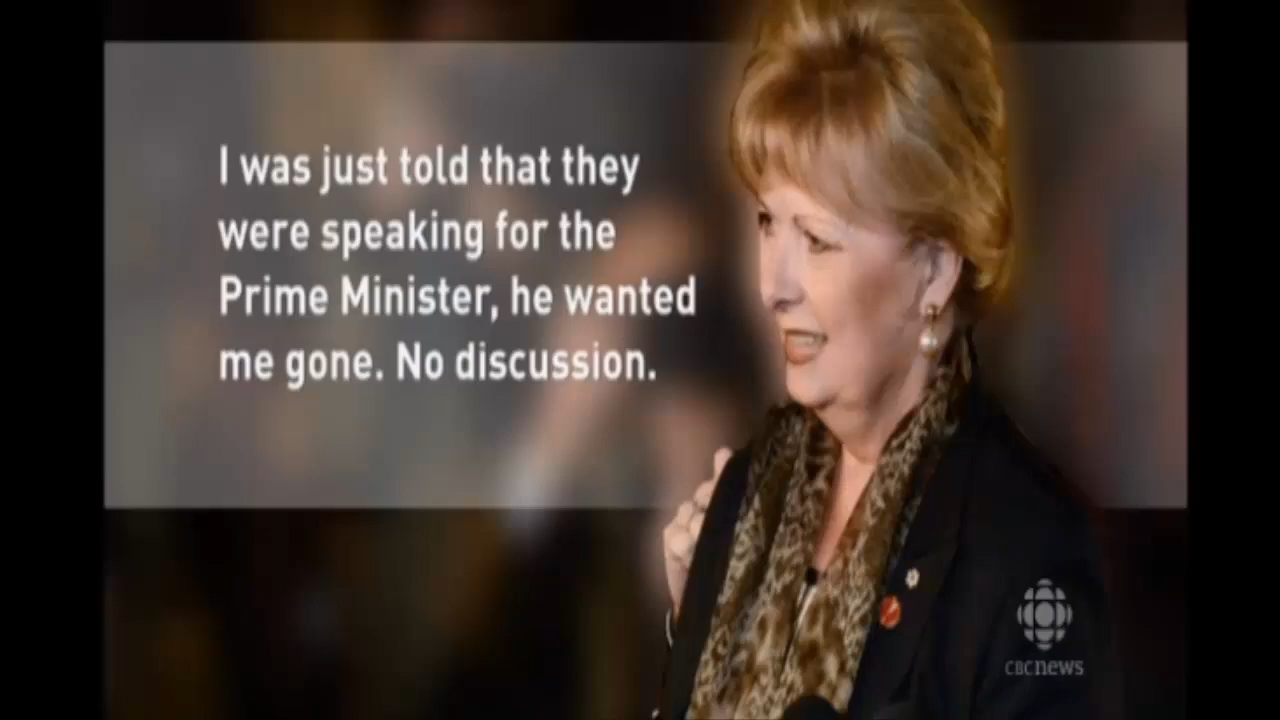 I was just told that they
were speaking for the
Prime Minister, he wanted
me gone. No discussion.
CBCnews